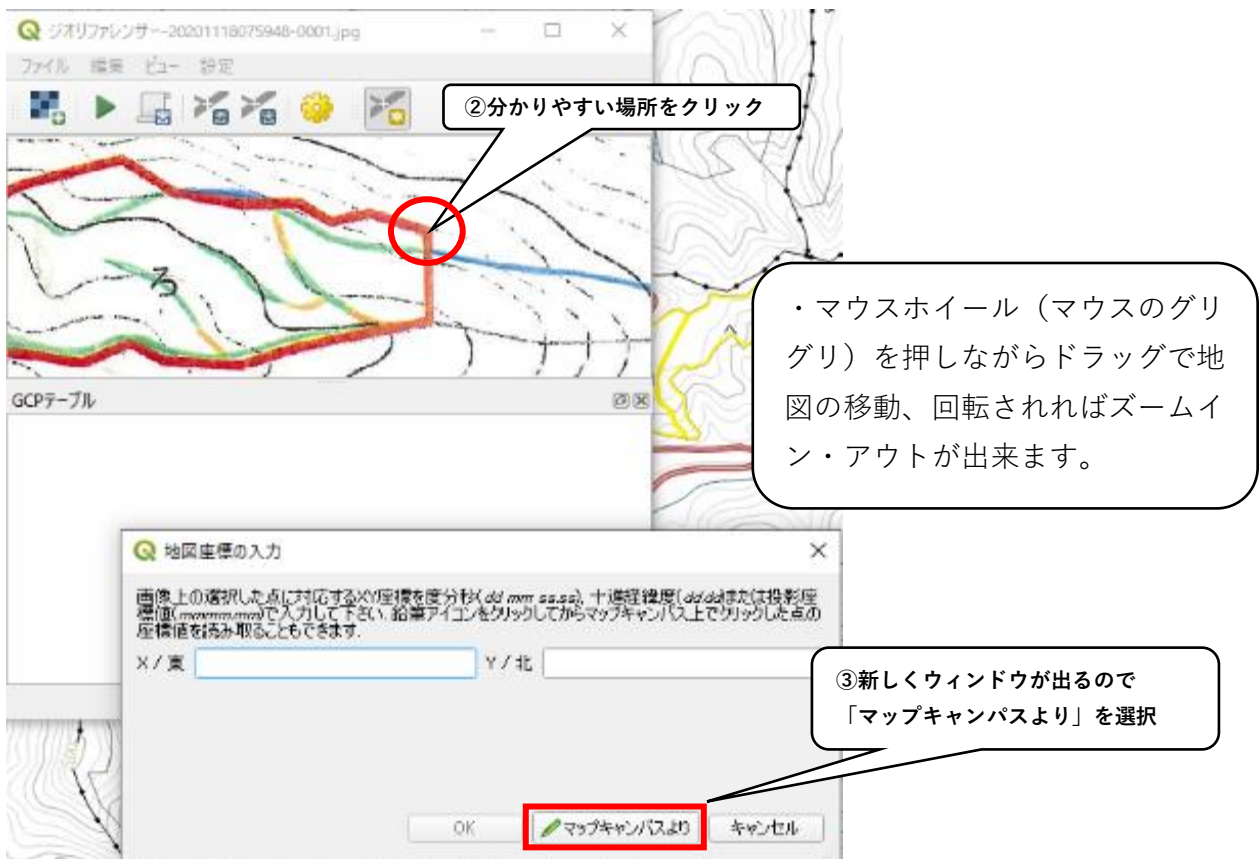 ジオリファレンサー-20201118075948-0001.jpg
ファイル 編集 ビュー 設定
②分かりやすい場所をクリック
ろ
・マウスホイール（マウスのグリ
グリ）を押しながらドラッグで地
図の移動、回転されればズームイ
ン・アウトが出来ます。
GCPテーブル
地図座標の入力
画像上の選択した点に対応するXY座標を度分秒(dd mm ss.ss), 十進経緯度(dd.dd)または投影座
標値(mmmm.mm)で入力して下さい. 鉛筆アイコンをクリックしてからマップキャンバス上でクリックした点の
座標値を読み取ることもできます.
X / 東 Y / 北
③新しくウィンドウが出るので
「マップキャンパスより」を選択
OK マップキャンバスより キャンセル